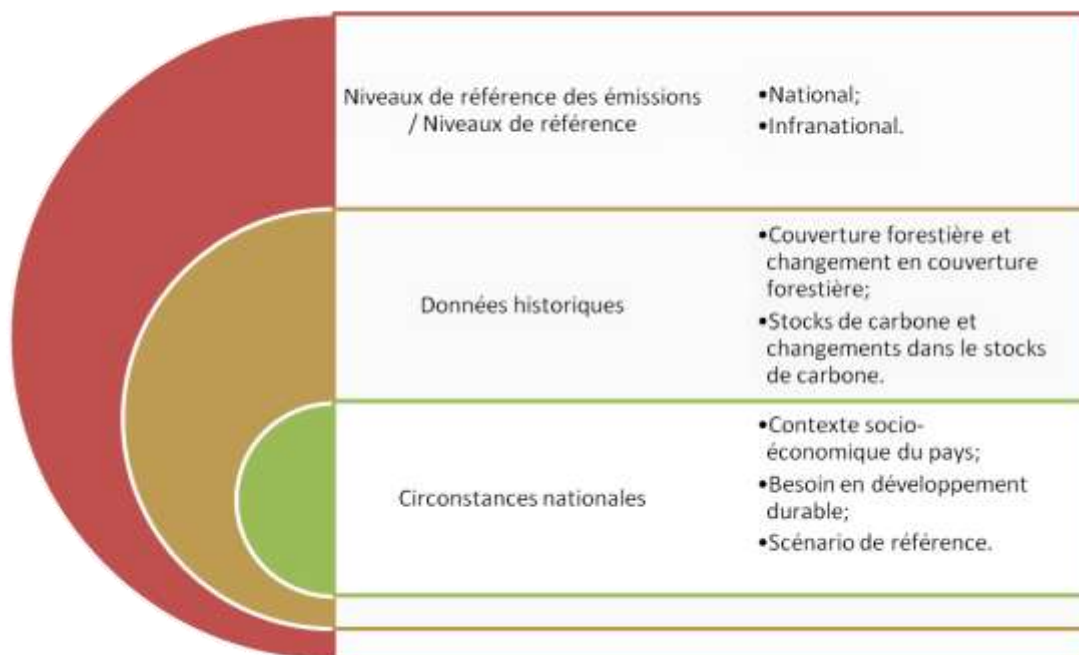 Niveaux de référence des émissions
/ Niveaux de référence
•National;
•Infranational.
Données historiques
•Couverture forestière et
changement en couverture
forestière;
•Stocks de carbone et
changements dans le stocks
de carbone.
Circonstances nationales
•Contexte socio-
économique du pays;
•Besoin en développement
durable;
•Scénario de référence.